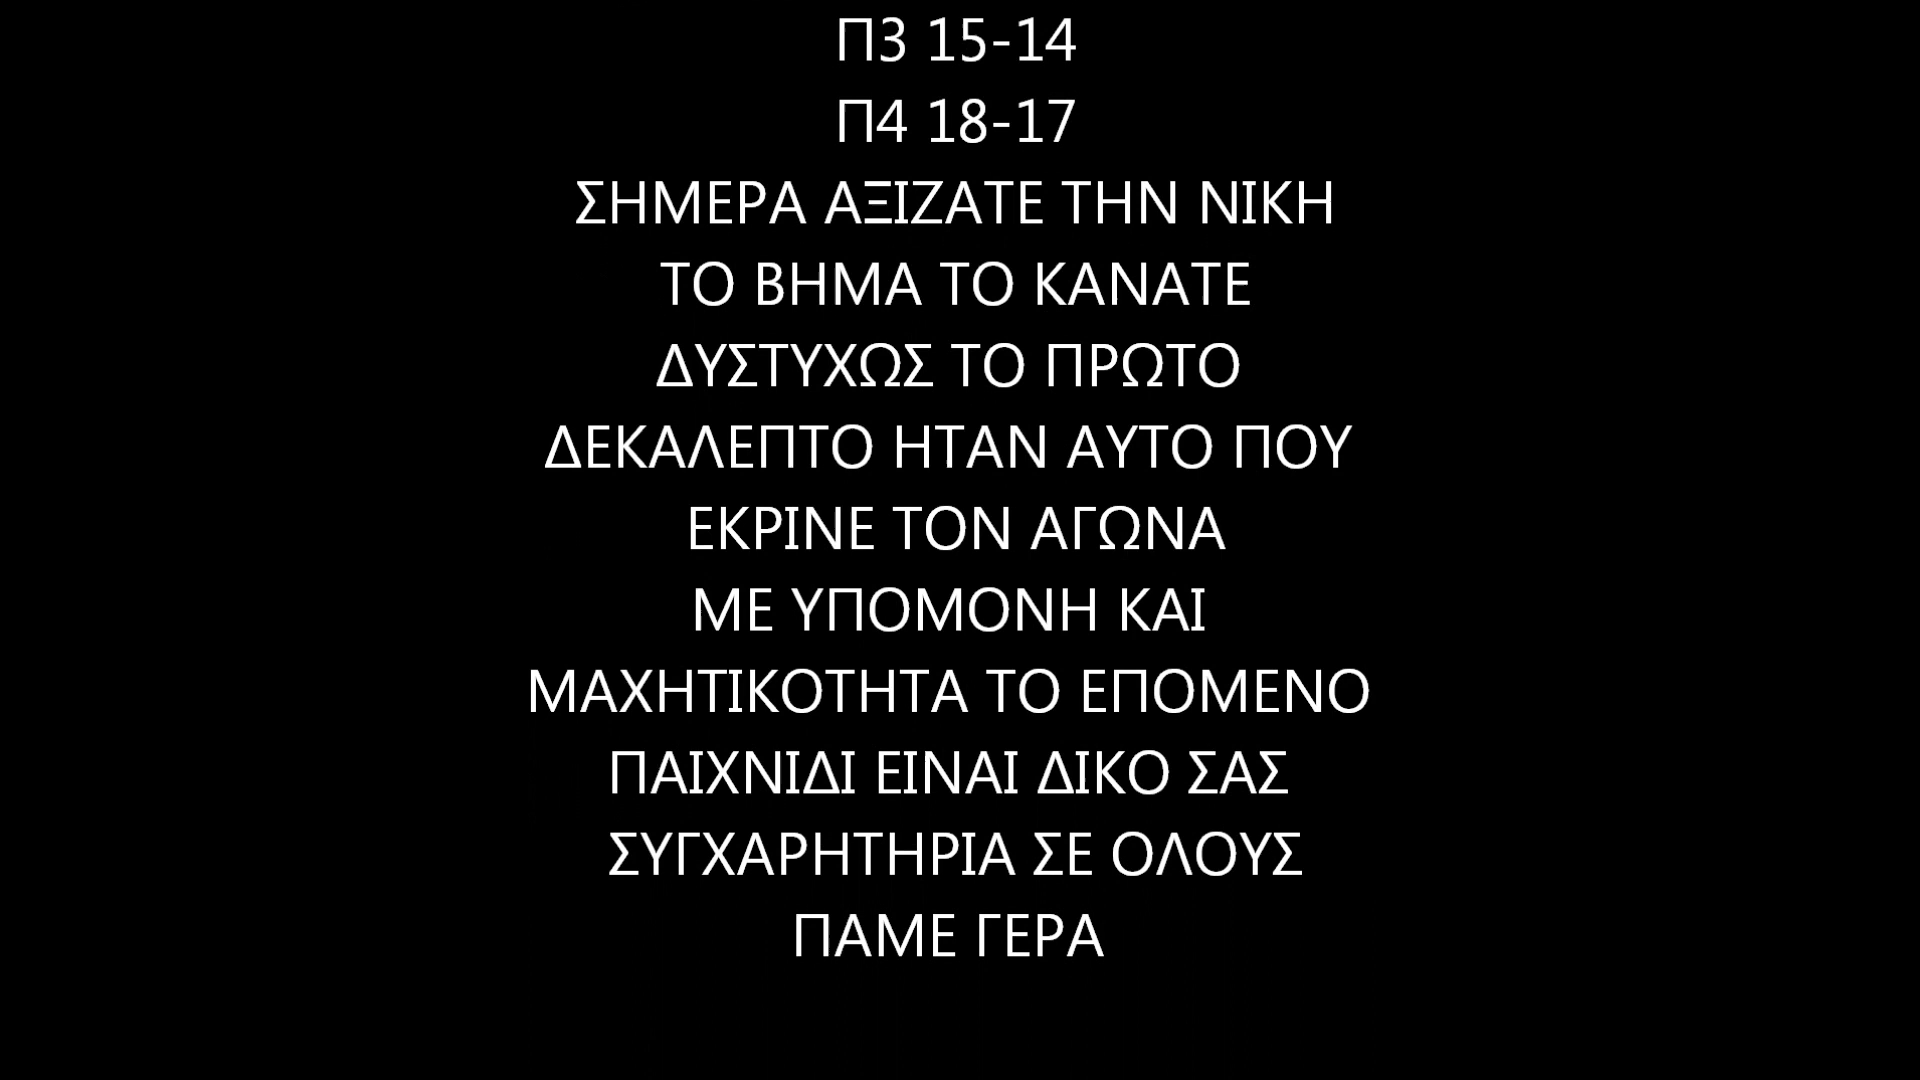 Π3 15-14
Π4 18-17
ΣΗΜΕΡΑ ΑΞΙΖΑΤΕ ΤΗΝ ΝΙΚΗ
ΤΟ ΒΗΜΑ ΤΟ ΚΑΝΑΤΕ
ΔΥΣΤΥΧΩΣ ΤΟ ΠΡΩΤΟ
ΔΕΚΑΛΕΠΤΟ ΗΤΑΝ ΑΥΤΟ ΠΟΥ
ΕΚΡΙΝΕ ΤΟΝ ΑΓΩΝΑ
ΜΕ ΥΠΟΜΟΝΗ ΚΑΙ
ΜΑΧΗΤΙΚΟΤΗΤΑ ΤΟ ΕΠΟΜΕΝΟ
ΠΑΙΧΝΙΔΙ ΕΙΝΑΙ ΔΙΚΟ ΣΑΣ
ΣΥΓΧΑΡΗΤΗΡΙΑ ΣΕ ΟΛΟΥΣ
ΠΑΜΕ ΓΕΡΑ